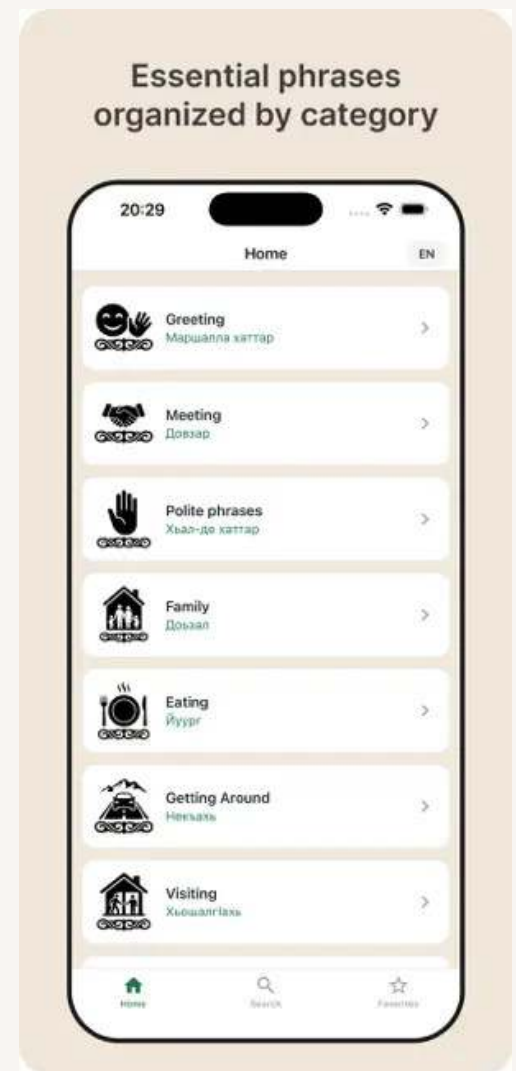 Essential phrases
organized by category
20:29
Home
EN
Greeting
Маршалла хаттар
Meeting
Довзар
Polite phrases
Хьал-де хаттар
Family
Доьзал
Eating
Йуург
Getting Around
Некъахь
Visiting
Хьошалгӏахь
Home
Search
Favorites